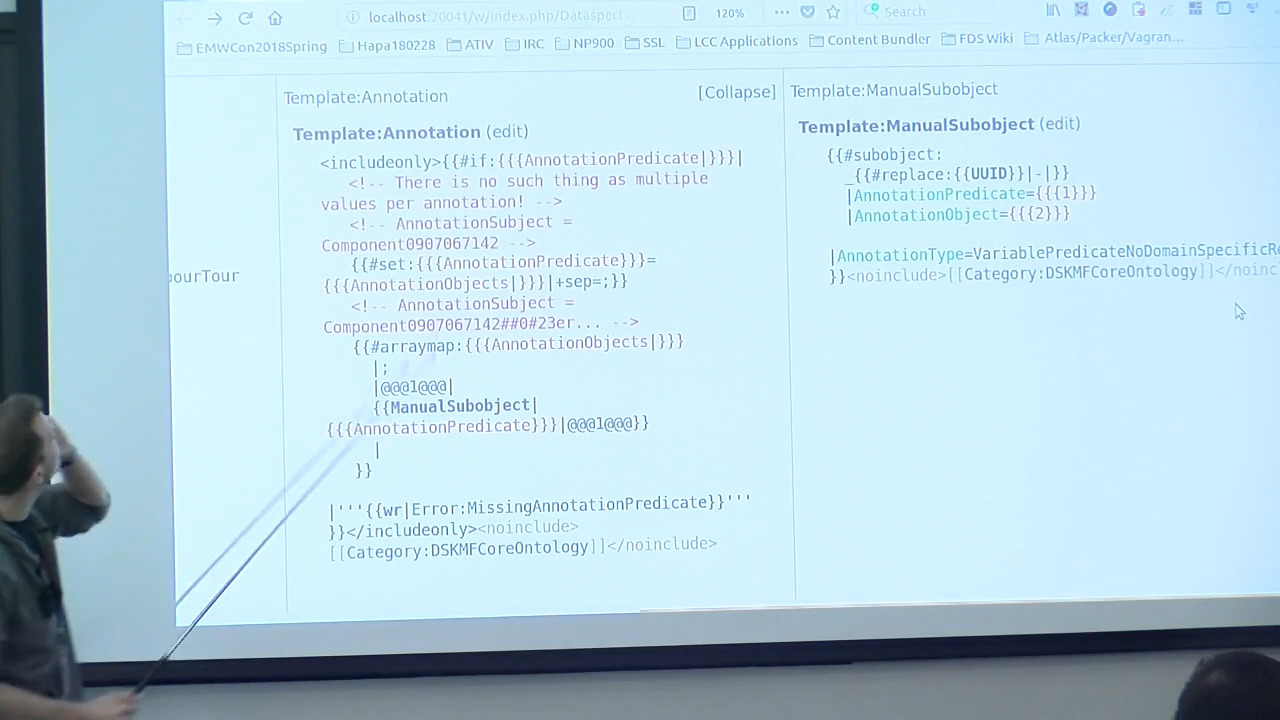 localhost:20041/w/index.php/Dataspect
120%
Search
EMWCon2018Spring
Hapa180228
ATIV
IRC
NP900
SSL
LCC Applications
Content Bundler
FDS Wiki
Atlas/Packer/Vagran...
ourTour
Template:Annotation
[Collapse]
Template:Annotation (edit)
<includeonly>{{#if:{{{AnnotationPredicate|}}}|
<!-- There is no such thing as multiple
values per annotation! -->
<!-- AnnotationSubject =
Component0907067142 -->
{{#set:{{{AnnotationPredicate}}}=
{{{AnnotationObjects|}}}|+sep=;}}
<!-- AnnotationSubject =
Component0907067142##0#23er... -->
{{#arraymap:{{{AnnotationObjects|}}}
|;
|@@@1@@@|
{{ManualSubobject|
{{{AnnotationPredicate}}}|@@@1@@@}}
|
}}
|'''{{wr|Error:MissingAnnotationPredicate}}'''
}}</includeonly><noinclude>
[[Category:DSKMFCoreOntology]]</noinclude>
Template:ManualSubobject
Template:ManualSubobject (edit)
{{#subobject:
_{{#replace:{{UUID}}|-|}}
|AnnotationPredicate={{{1}}}
|AnnotationObject={{{2}}}
|AnnotationType=VariablePredicateNoDomainSpecificRe
}}<noinclude>[[Category:DSKMFCoreOntology]]</noinc